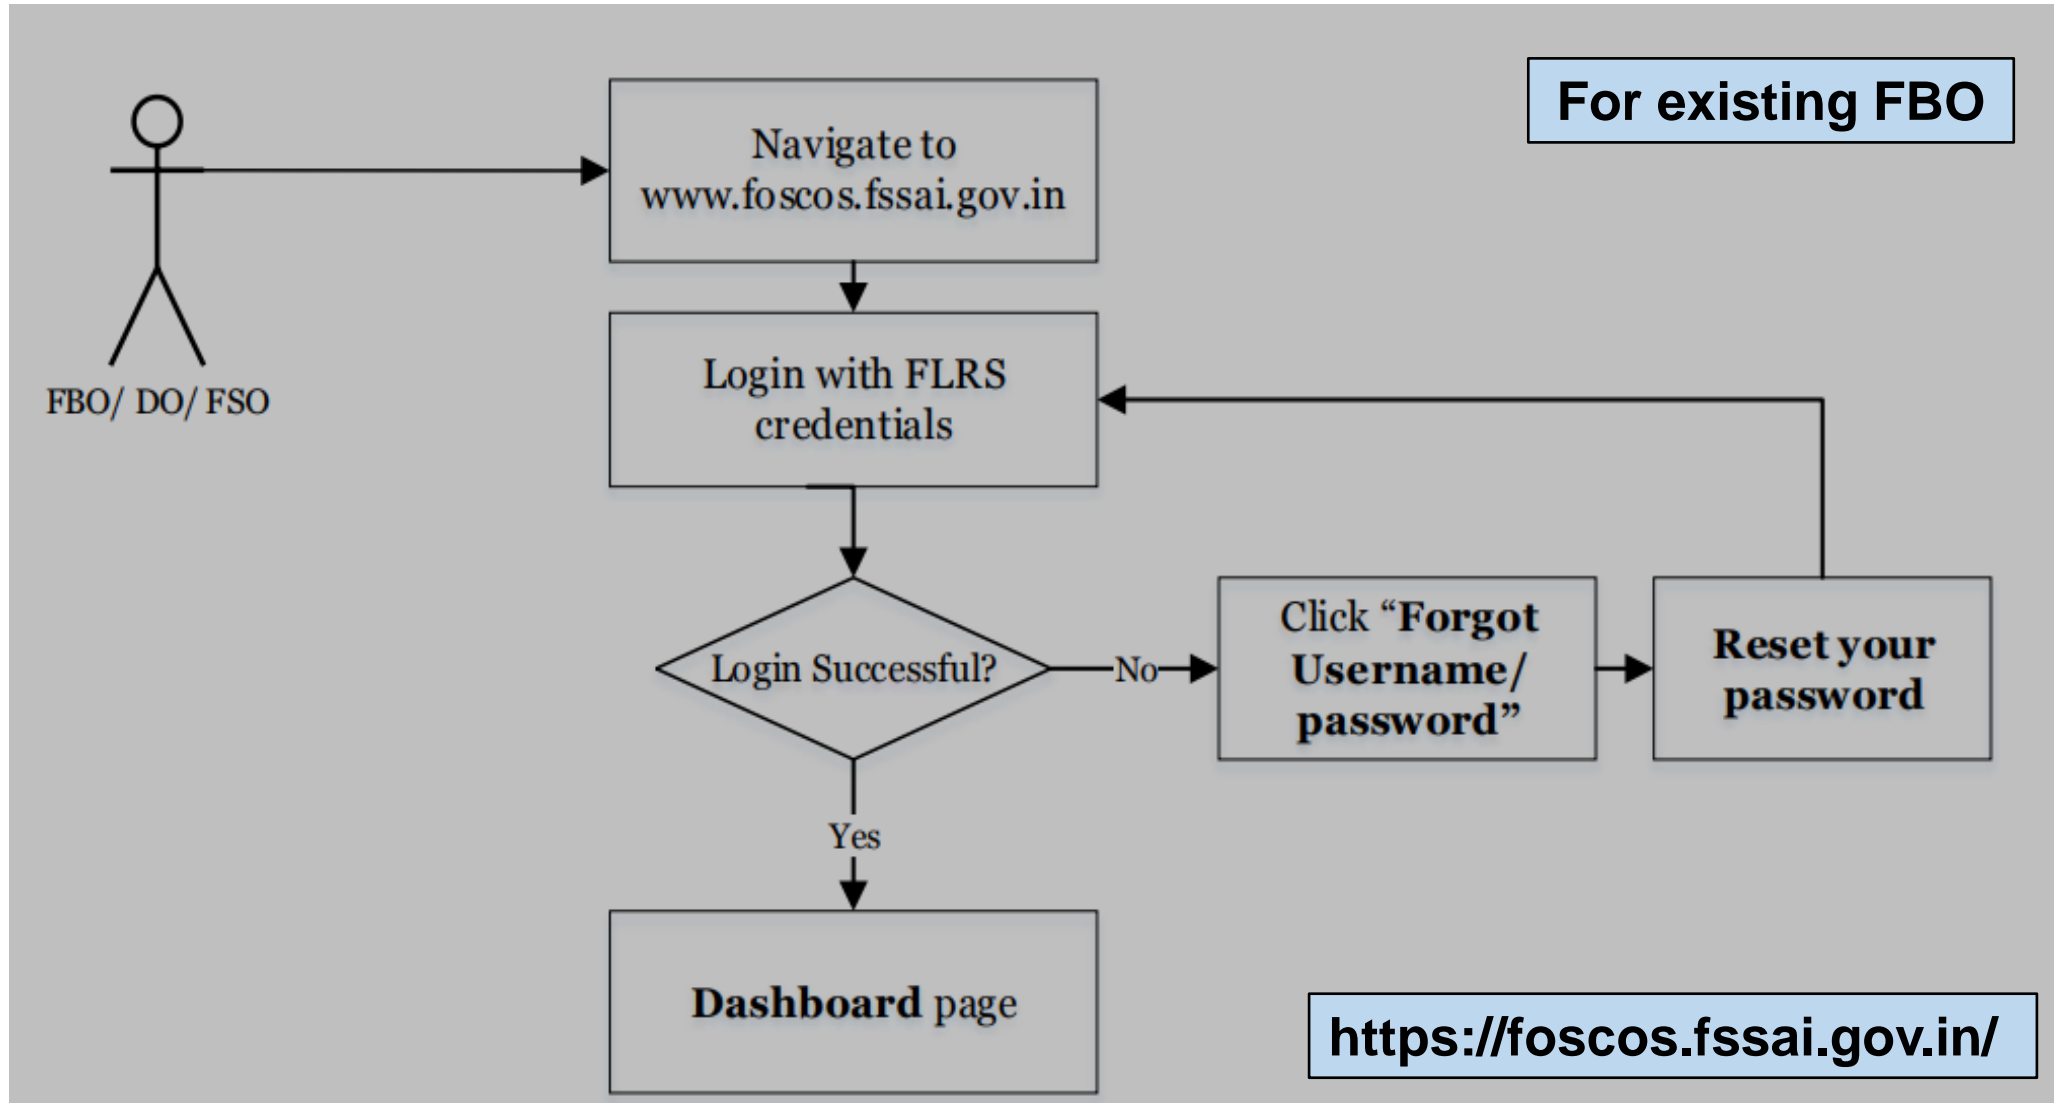 For existing FBO
Navigate to
www.foscos.fssai.gov.in
FBO/ DO/ FSO
Login with FLRS
credentials
Login Successful?
No
Click “Forgot
Username/
password”
Reset your
password
Yes
Dashboard page
https://foscos.fssai.gov.in/